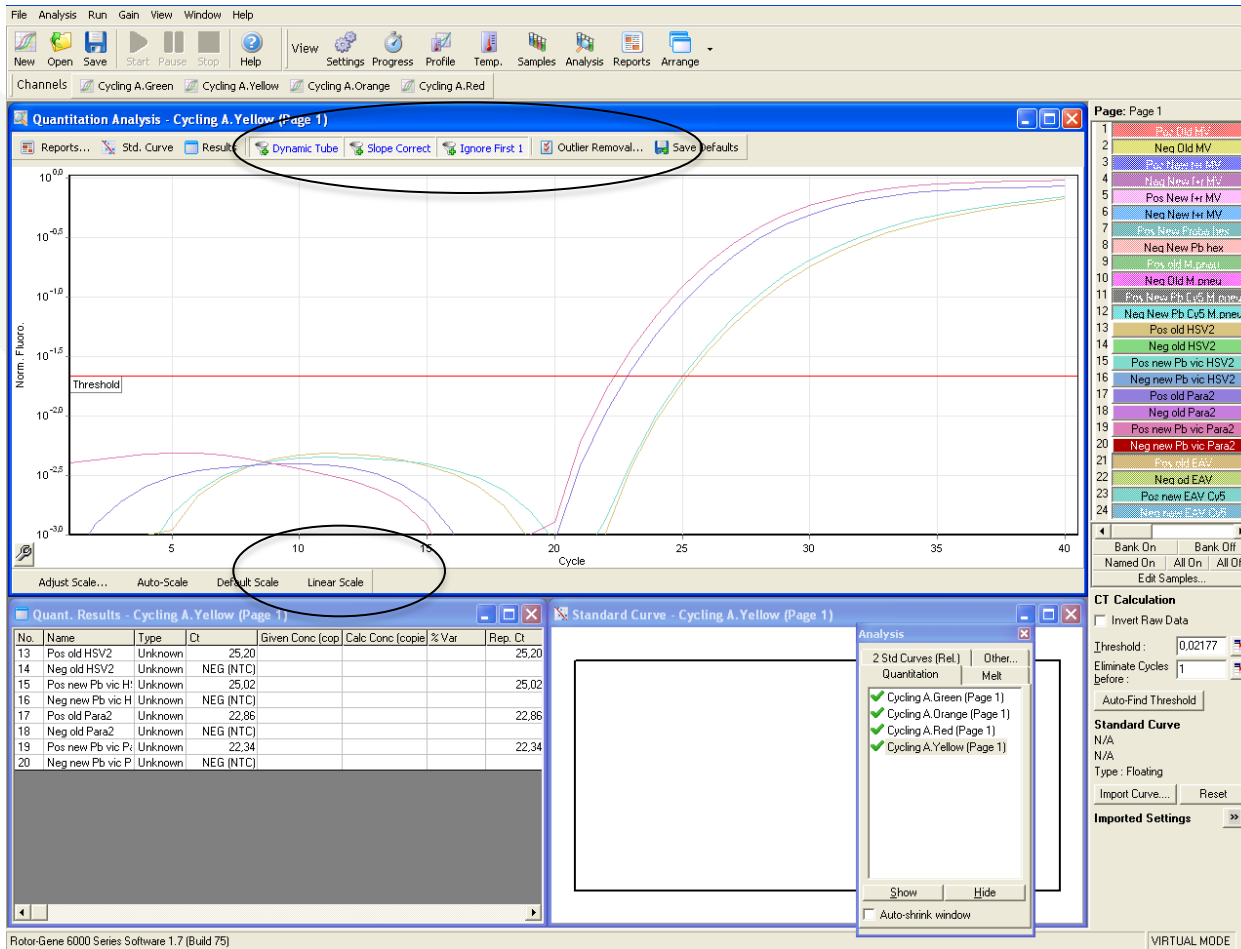 File Analysis Run Gain View Window Help
New Open Save Start Pause Stop Help View Settings Progress Profile Temp. Samples Analysis Reports Arrange
Channels Cycling A.Green Cycling A.Yellow Cycling A.Orange Cycling A.Red
Quantitation Analysis - Cycling A.Yellow (Page 1)
Reports... Std. Curve Results Dynamic Tube Slope Correct Ignore First 1 Outlier Removal... Save Defaults
10^0,0
10^-0,5
10^-1,0
10^-1,5
10^-2,0
10^-2,5
10^-3,0
Norm. Fluoro.
Threshold
5 10 15 20 25 30 35 40
Cycle
Adjust Scale... Auto-Scale Default Scale Linear Scale
Quant. Results - Cycling A.Yellow (Page 1)
No. Name Type Ct Given Conc (cop Calc Conc (copie % Var Rep. Ct
13 Pos old HSV2 Unknown 25,20 25,20
14 Neg old HSV2 Unknown NEG (NTC)
15 Pos new Pb vic H: Unknown 25,02 25,02
16 Neg new Pb vic H Unknown NEG (NTC)
17 Pos old Para2 Unknown 22,86 22,86
18 Neg old Para2 Unknown NEG (NTC)
19 Pos new Pb vic Pa Unknown 22,34 22,34
20 Neg new Pb vic P Unknown NEG (NTC)
Standard Curve - Cycling A.Yellow (Page 1)
Analysis
2 Std Curves (Rel.) Other...
Quantitation Melt
Cycling A.Green (Page 1)
Cycling A.Orange (Page 1)
Cycling A.Red (Page 1)
Cycling A.Yellow (Page 1)
Show Hide
Auto-shrink window
Page: Page 1
1 Pos Old MV
2 Neg Old MV
3 Pos New f+r MV
4 Neg New f+r MV
5 Pos New f+r MV
6 Neg New f+r MV
7 Pos New Probe hex
8 Neg New Pb hex
9 Pos old M.pneu
10 Neg Old M.pneu
11 Pos New Pb Cy5 M.pneu
12 Neg New Pb Cy5 M.pneu
13 Pos old HSV2
14 Neg old HSV2
15 Pos new Pb vic HSV2
16 Neg new Pb vic HSV2
17 Pos old Para2
18 Neg old Para2
19 Pos new Pb vic Para2
20 Neg new Pb vic Para2
21 Pos old EAV
22 Neg od EAV
23 Pos new EAV Cy5
24 Neg new EAV Cy5
Bank On Bank Off
Named On All On All Of
Edit Samples...
CT Calculation
Invert Raw Data
Threshold : 0,02177
Eliminate Cycles before : 1
Auto-Find Threshold
Standard Curve
N/A
N/A
Type : Floating
Import Curve.... Reset
Imported Settings »
Rotor-Gene 6000 Series Software 1.7 (Build 75) VIRTUAL MODE